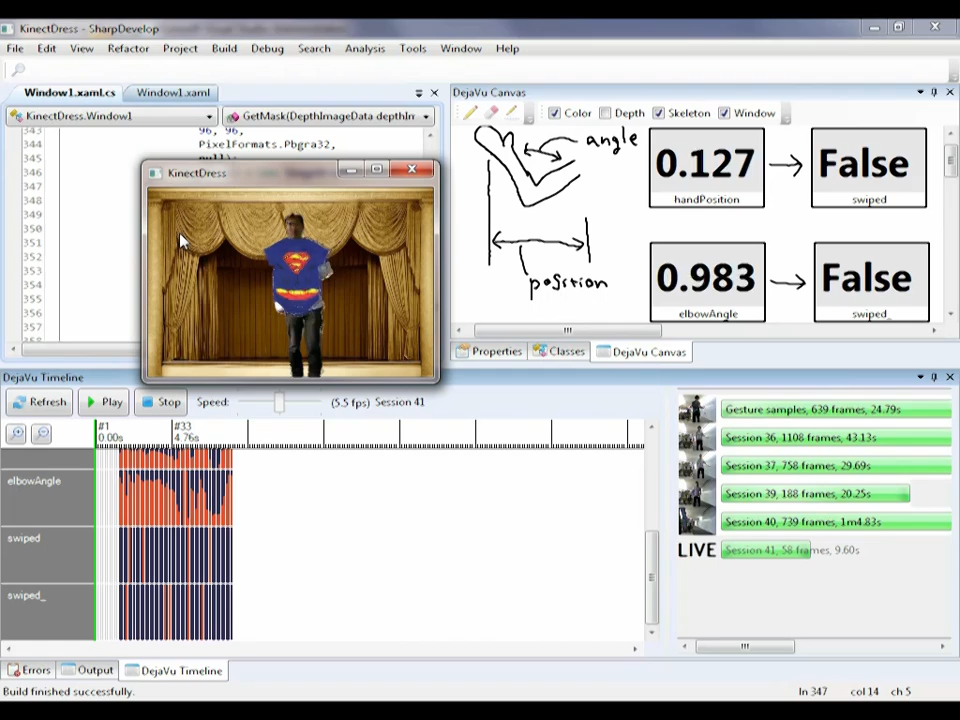 KinectDress - SharpDevelop
File Edit View Refactor Project Build Debug Search Analysis Tools Window Help
Window1.xaml.cs Window1.xaml
KinectDress.Window1 GetMask(DepthImageData depthIm
343 96, 96,
344 PixelFormats.Pbgra32,
345 null);
346
347
348
349
350
351
352
353
354
355
356
357
KinectDress
DejaVu Canvas
Color Depth Skeleton Window
angle
position
0.127
handPosition
False
swiped
0.983
elbowAngle
False
swiped_
Properties Classes DejaVu Canvas
DejaVu Timeline
Refresh Play Stop Speed: (5.5 fps) Session 41
#1 #33
0.00s 4.76s
elbowAngle
swiped
swiped_
Gesture samples, 639 frames, 24.79s
Session 36, 1108 frames, 43.13s
Session 37, 758 frames, 29.69s
Session 39, 188 frames, 20.25s
Session 40, 739 frames, 1m4.83s
LIVE Session 41, 58 frames, 9.60s
Errors Output DejaVu Timeline
Build finished successfully. ln 347 col 14 ch 5